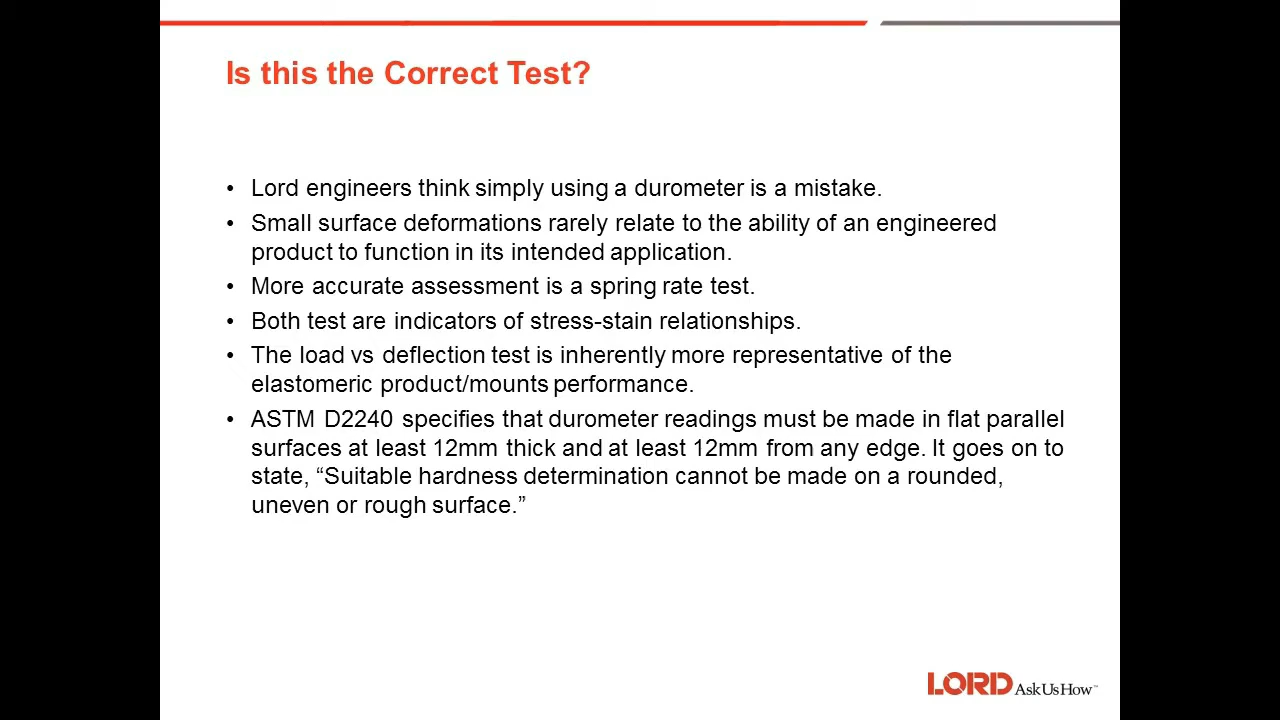 Is this the Correct Test?
• Lord engineers think simply using a durometer is a mistake.
• Small surface deformations rarely relate to the ability of an engineered
product to function in its intended application.
• More accurate assessment is a spring rate test.
• Both test are indicators of stress-stain relationships.
• The load vs deflection test is inherently more representative of the
elastomeric product/mounts performance.
• ASTM D2240 specifies that durometer readings must be made in flat parallel
surfaces at least 12mm thick and at least 12mm from any edge. It goes on to
state, “Suitable hardness determination cannot be made on a rounded,
uneven or rough surface.”
LORD AskUsHow™